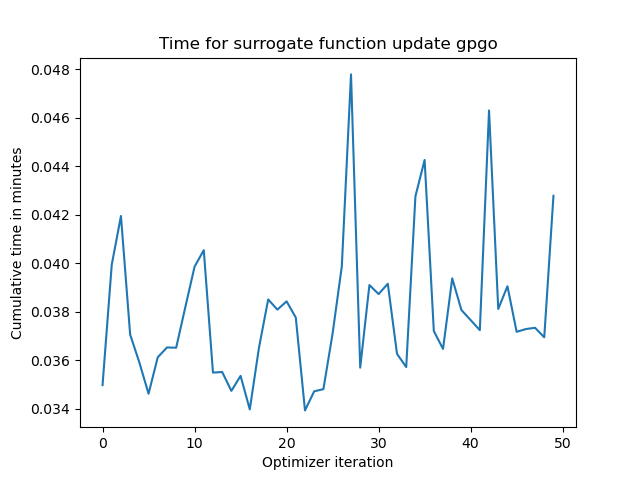 Time for surrogate function update gpgo
0.048
0.046
0.044
0.042
0.040
0.038
0.036
0.034
Cumulative time in minutes
0 10 20 30 40 50
Optimizer iteration